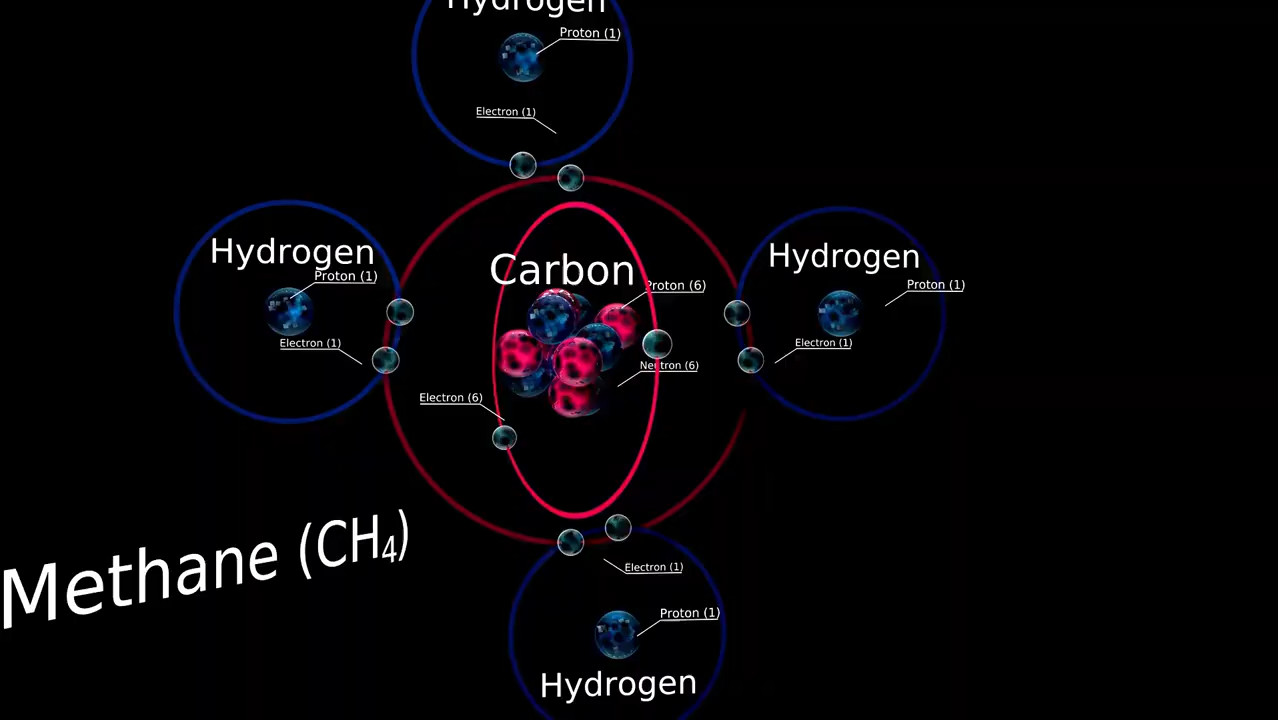 Hydrogen
Proton (1)
Electron (1)
Hydrogen
Proton (1)
Electron (1)
Carbon
Proton (6)
Neutron (6)
Electron (6)
Hydrogen
Proton (1)
Electron (1)
Methane (CH₄)
Electron (1)
Proton (1)
Hydrogen